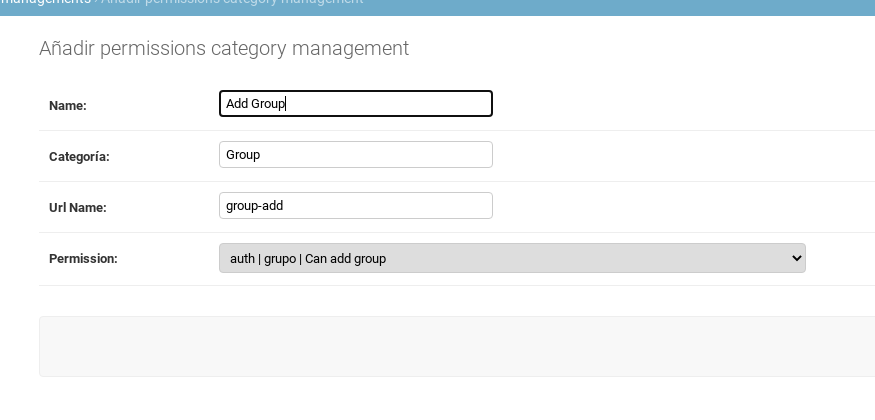 managements › Añadir permissions category management
Añadir permissions category management
Name: Add Group
Categoría: Group
Url Name: group-add
Permission: auth | grupo | Can add group